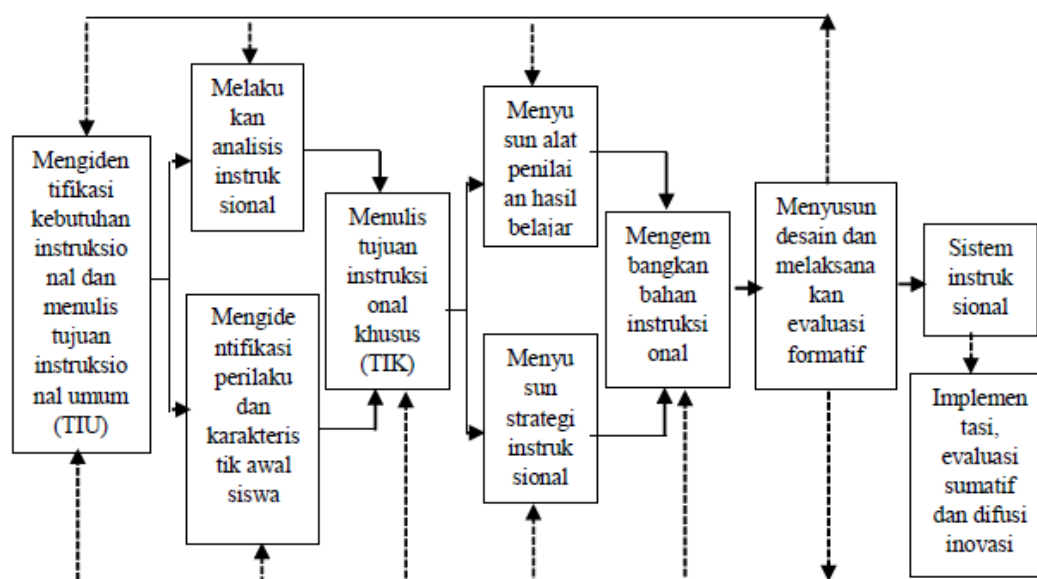 Mengiden
tifikasi
kebutuhan
instruksio
nal dan
menulis
tujuan
instruksio
nal umum
(TIU)
Melaku
kan
analisis
instruk
sional
Mengide
ntifikasi
perilaku
dan
karakteris
tik awal
siswa
Menulis
tujuan
instruksi
onal
khusus
(TIK)
Menyu
sun alat
penilai
an hasil
belajar
Menyu
sun
strategi
instruk
sional
Mengem
bangkan
bahan
instruksi
onal
Menyusun
desain dan
melaksana
kan
evaluasi
formatif
Sistem
instruk
sional
Implemen
tasi,
evaluasi
sumatif
dan difusi
inovasi